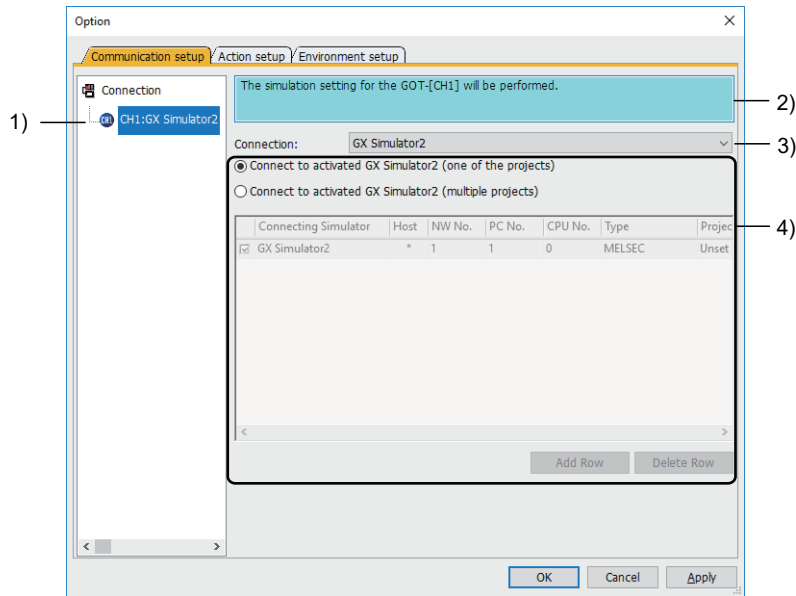 Option
Communication setup Action setup Environment setup
Connection
CH1 CH1:GX Simulator2
1)
The simulation setting for the GOT-[CH1] will be performed.
2)
Connection: GX Simulator2
3)
Connect to activated GX Simulator2 (one of the projects)
Connect to activated GX Simulator2 (multiple projects)
4)
Connecting Simulator Host NW No. PC No. CPU No. Type Projec
GX Simulator2 * 1 1 0 MELSEC Unset
Add Row Delete Row
OK Cancel Apply